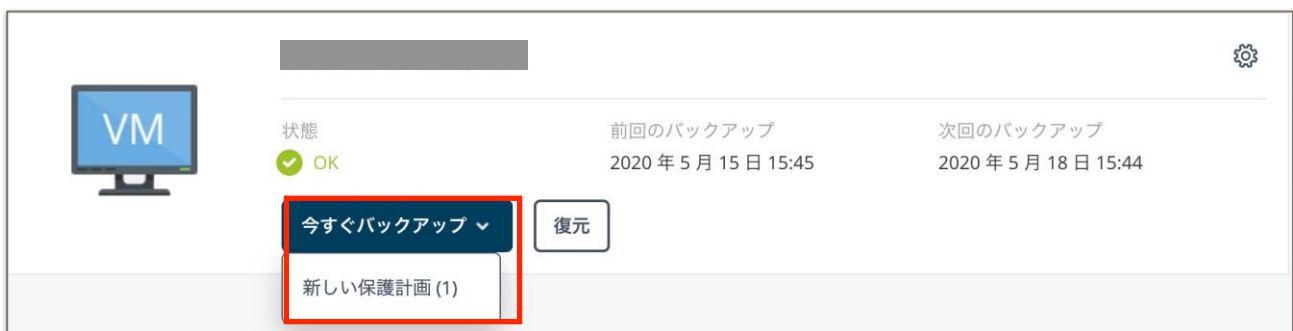 VM
状態
前回のバックアップ
次回のバックアップ
OK
2020 年 5 月 15 日 15:45
2020 年 5 月 18 日 15:44
今すぐバックアップ
復元
新しい保護計画 (1)